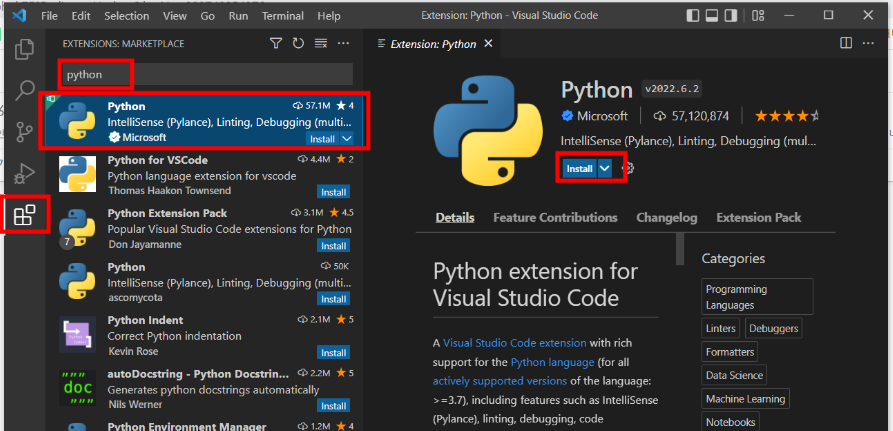 File Edit Selection View Go Run Terminal Help
Extension: Python - Visual Studio Code
EXTENSIONS: MARKETPLACE
python
Python 57.1M ★ 4
IntelliSense (Pylance), Linting, Debugging (multi...
Microsoft Install
Python for VSCode 4.4M ★ 2
Python language extension for vscode
Thomas Haakon Townsend Install
Python Extension Pack 3.1M ★ 4.5
Popular Visual Studio Code extensions for Python
7 Don Jayamanne Install
Python 50K
IntelliSense (Pylance), Linting, Debugging (multi...
ascomycota Install
Python Indent 2.1M ★ 5
Correct Python indentation
Kevin Rose Install
autoDocstring - Python Docstrin... 2.2M ★ 5
Generates python docstrings automatically
"""
doc
"""
Nils Werner Install
Python Environment Manager 1.2M ★ 4
Extension: Python
Python v2022.6.2
Microsoft 57,120,874
IntelliSense (Pylance), Linting, Debugging (mu...
Install
Details Feature Contributions Changelog Extension Pack
Python extension for
Visual Studio Code
A Visual Studio Code extension with rich
support for the Python language (for all
actively supported versions of the language:
>=3.7), including features such as IntelliSense
(Pylance), linting, debugging, code
Categories
Programming
Languages
Linters Debuggers
Formatters
Data Science
Machine Learning
Notebooks